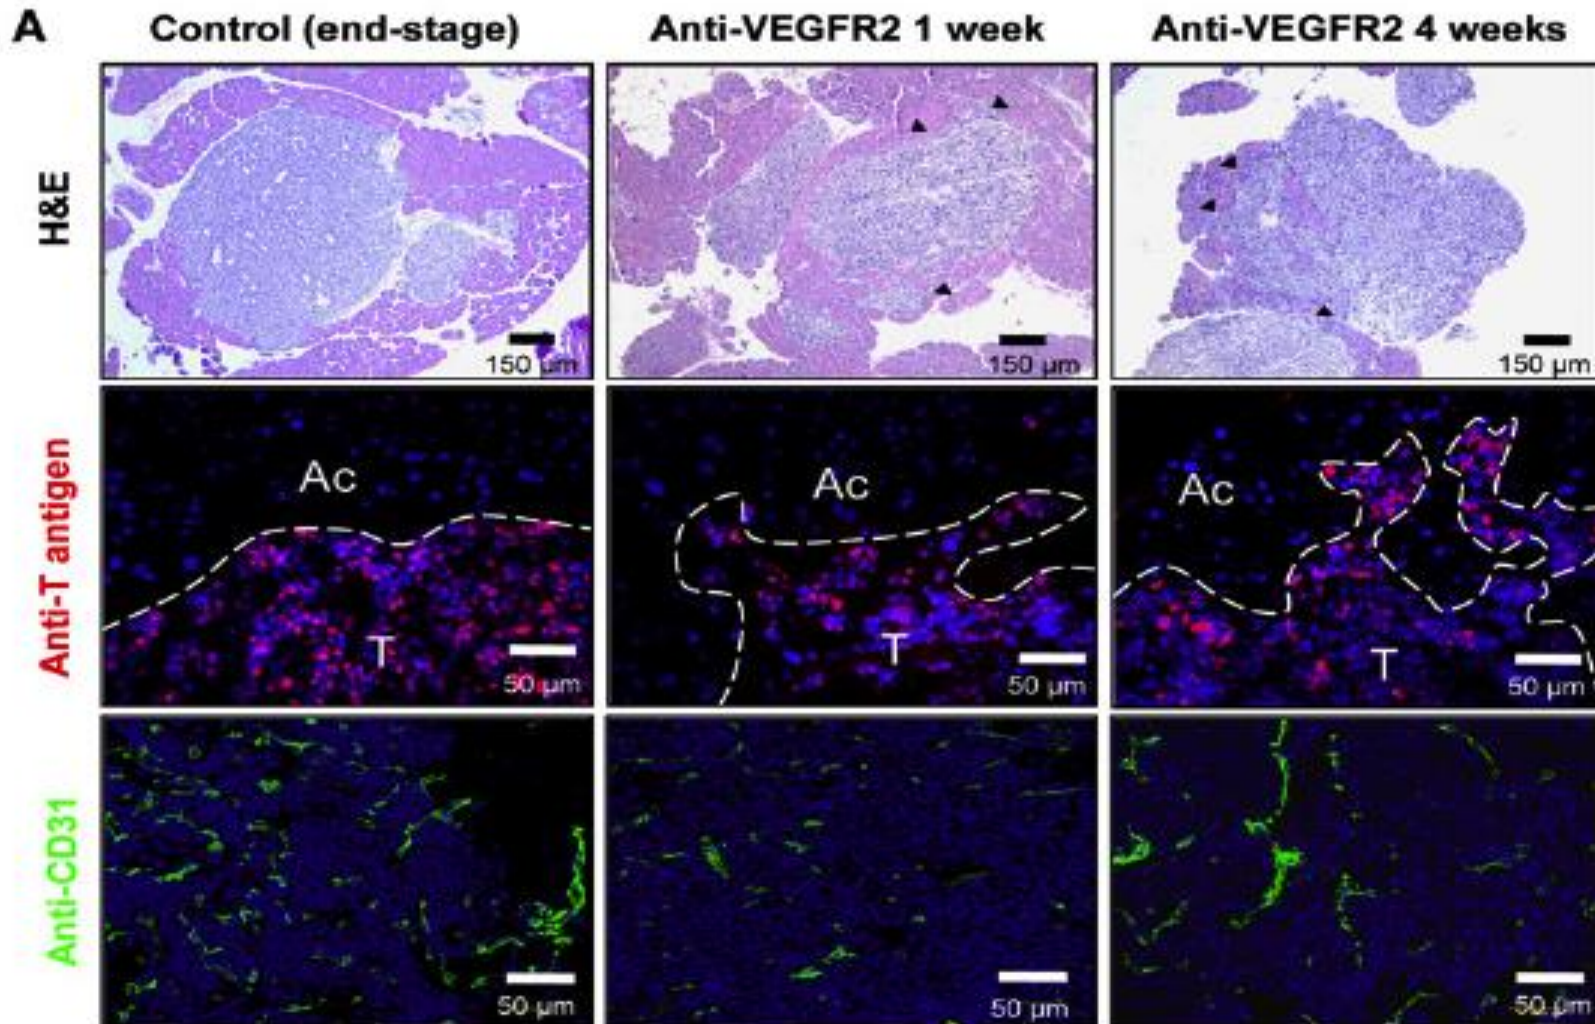 A
Control (end-stage)
Anti-VEGFR2 1 week
Anti-VEGFR2 4 weeks
H&E
150 µm
150 µm
150 µm
Anti-T antigen
Ac
T
50 µm
Ac
T
50 µm
Ac
T
50 µm
Anti-CD31
50 µm
50 µm
50 µm